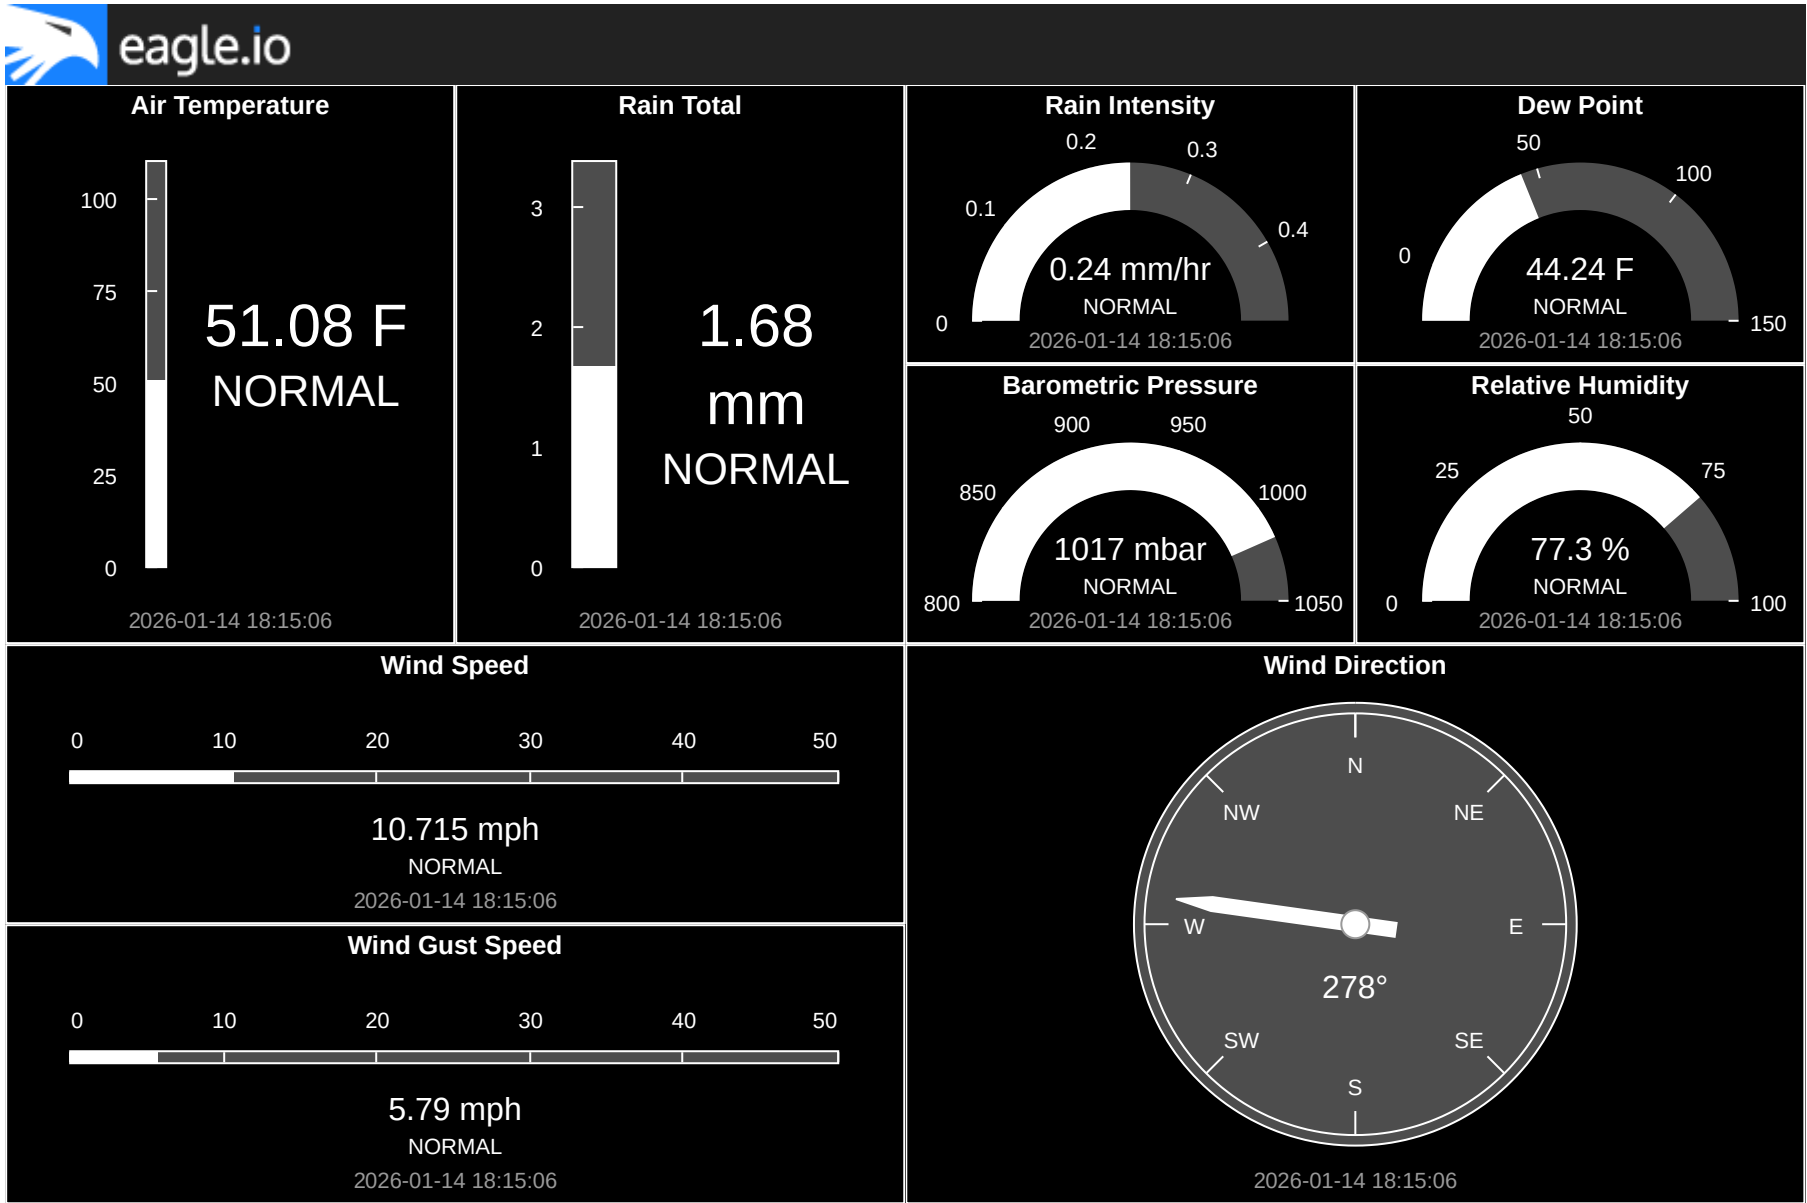 eagle.io
Air Temperature
100
75
50
25
0
51.08 F
NORMAL
2026-01-14 18:15:06
Rain Total
3
2
1
0
1.68
mm
NORMAL
2026-01-14 18:15:06
Rain Intensity
0
0.1
0.2
0.3
0.4
0.24 mm/hr
NORMAL
2026-01-14 18:15:06
Dew Point
0
50
100
150
44.24 F
NORMAL
2026-01-14 18:15:06
Barometric Pressure
800
850
900
950
1000
1050
1017 mbar
NORMAL
2026-01-14 18:15:06
Relative Humidity
0
25
50
75
100
77.3 %
NORMAL
2026-01-14 18:15:06
Wind Speed
0 10 20 30 40 50
10.715 mph
NORMAL
2026-01-14 18:15:06
Wind Gust Speed
0 10 20 30 40 50
5.79 mph
NORMAL
2026-01-14 18:15:06
Wind Direction
N
NW NE
W E
278°
SW SE
S
2026-01-14 18:15:06